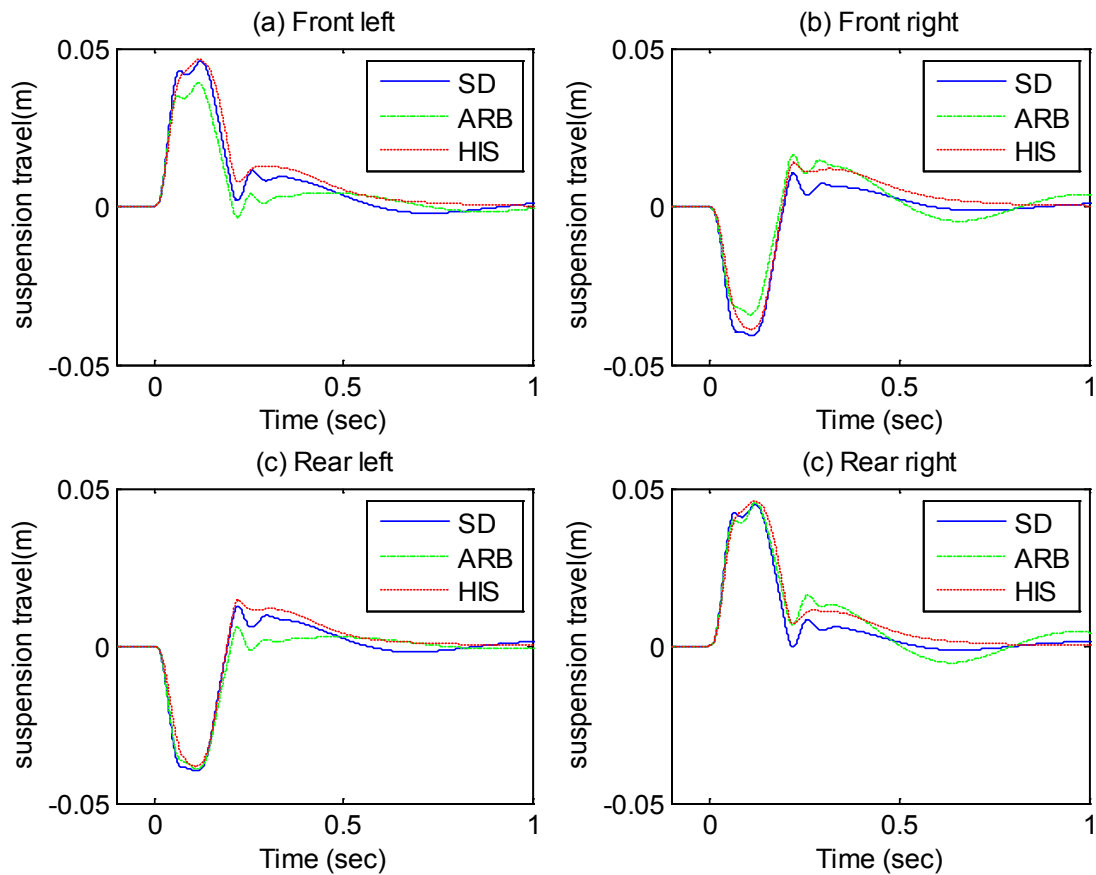 (a) Front left
suspension travel(m)
0.05
0
-0.05
0
0.5
1
Time (sec)
SD
ARB
HIS
(b) Front right
suspension travel(m)
0.05
0
-0.05
0
0.5
1
Time (sec)
SD
ARB
HIS
(c) Rear left
suspension travel(m)
0.05
0
-0.05
0
0.5
1
Time (sec)
SD
ARB
HIS
(c) Rear right
suspension travel(m)
0.05
0
-0.05
0
0.5
1
Time (sec)
SD
ARB
HIS